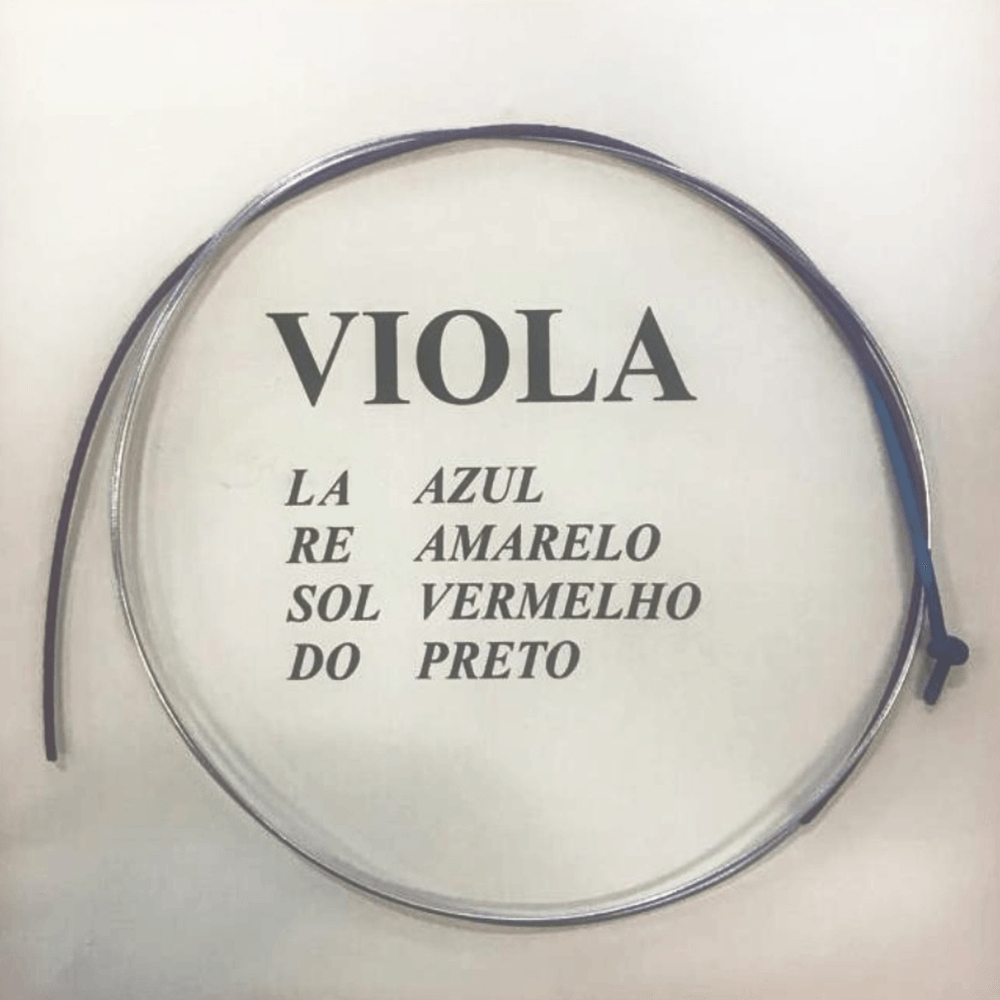 VIOLA
LA AZUL
RE AMARELO
SOL VERMELHO
DO PRETO